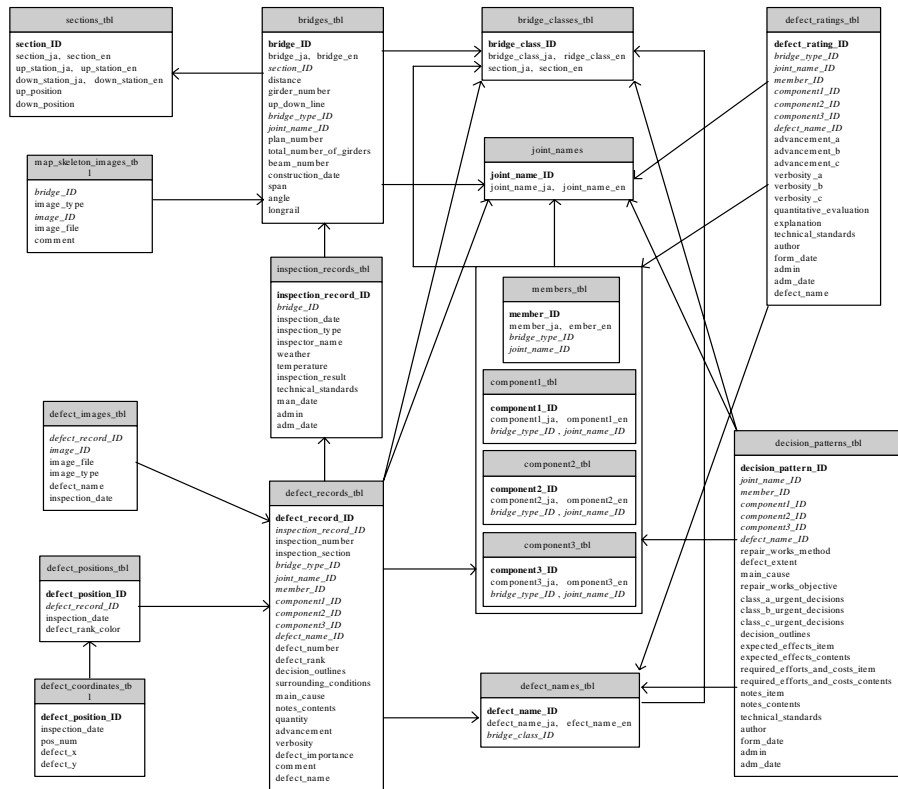 sections_tbl
section_ID
section_ja, section_en
up_station_ja, up_station_en
down_station_ja, down_station_en
up_position
down_position
bridges_tbl
bridge_ID
bridge_ja, bridge_en
section_ID
distance
girder_number
up_down_line
bridge_type_ID
joint_name_ID
plan_number
total_number_of_girders
beam_number
construction_date
span
angle
longrail
bridge_classes_tbl
bridge_class_ID
bridge_class_ja, ridge_class_en
section_ja, section_en
defect_ratings_tbl
defect_rating_ID
bridge_type_ID
joint_name_ID
member_ID
component1_ID
component2_ID
component3_ID
defect_name_ID
advancement_a
advancement_b
advancement_c
verbosity_a
verbosity_b
verbosity_c
quantitative_evaluation
explanation
technical_standards
author
form_date
admin
adm_date
defect_name
map_skeleton_images_tb
l
bridge_ID
image_type
image_ID
image_file
comment
joint_names
joint_name_ID
joint_name_ja, joint_name_en
inspection_records_tbl
inspection_record_ID
bridge_ID
inspection_date
inspection_type
inspector_name
weather
temperature
inspection_result
technical_standards
man_date
admin
adm_date
members_tbl
member_ID
member_ja, ember_en
bridge_type_ID
joint_name_ID
component1_tbl
component1_ID
component1_ja, omponent1_en
bridge_type_ID , joint_name_ID
component2_tbl
component2_ID
component2_ja, omponent2_en
bridge_type_ID , joint_name_ID
component3_tbl
component3_ID
component3_ja, omponent3_en
bridge_type_ID , joint_name_ID
defect_images_tbl
defect_record_ID
image_ID
image_file
image_type
defect_name
inspection_date
defect_records_tbl
defect_record_ID
inspection_record_ID
inspection_number
inspection_section
bridge_type_ID
joint_name_ID
member_ID
component1_ID
component2_ID
component3_ID
defect_name_ID
defect_number
defect_rank
decision_outlines
surrounding_conditions
main_cause
notes_contents
quantity
advancement
verbosity
defect_importance
comment
defect_name
decision_patterns_tbl
decision_pattern_ID
joint_name_ID
member_ID
component1_ID
component2_ID
component3_ID
defect_name_ID
repair_works_method
defect_extent
main_cause
repair_works_objective
class_a_urgent_decisions
class_b_urgent_decisions
class_c_urgent_decisions
decision_outlines
expected_effects_item
expected_effects_contents
required_efforts_and_costs_item
required_efforts_and_costs_contents
notes_item
notes_contents
technical_standards
author
form_date
admin
adm_date
defect_positions_tbl
defect_position_ID
defect_record_ID
inspection_date
defect_rank_color
defect_coordinates_tb
l
defect_position_ID
inspection_date
pos_num
defect_x
defect_y
defect_names_tbl
defect_name_ID
defect_name_ja, efect_name_en
bridge_class_ID